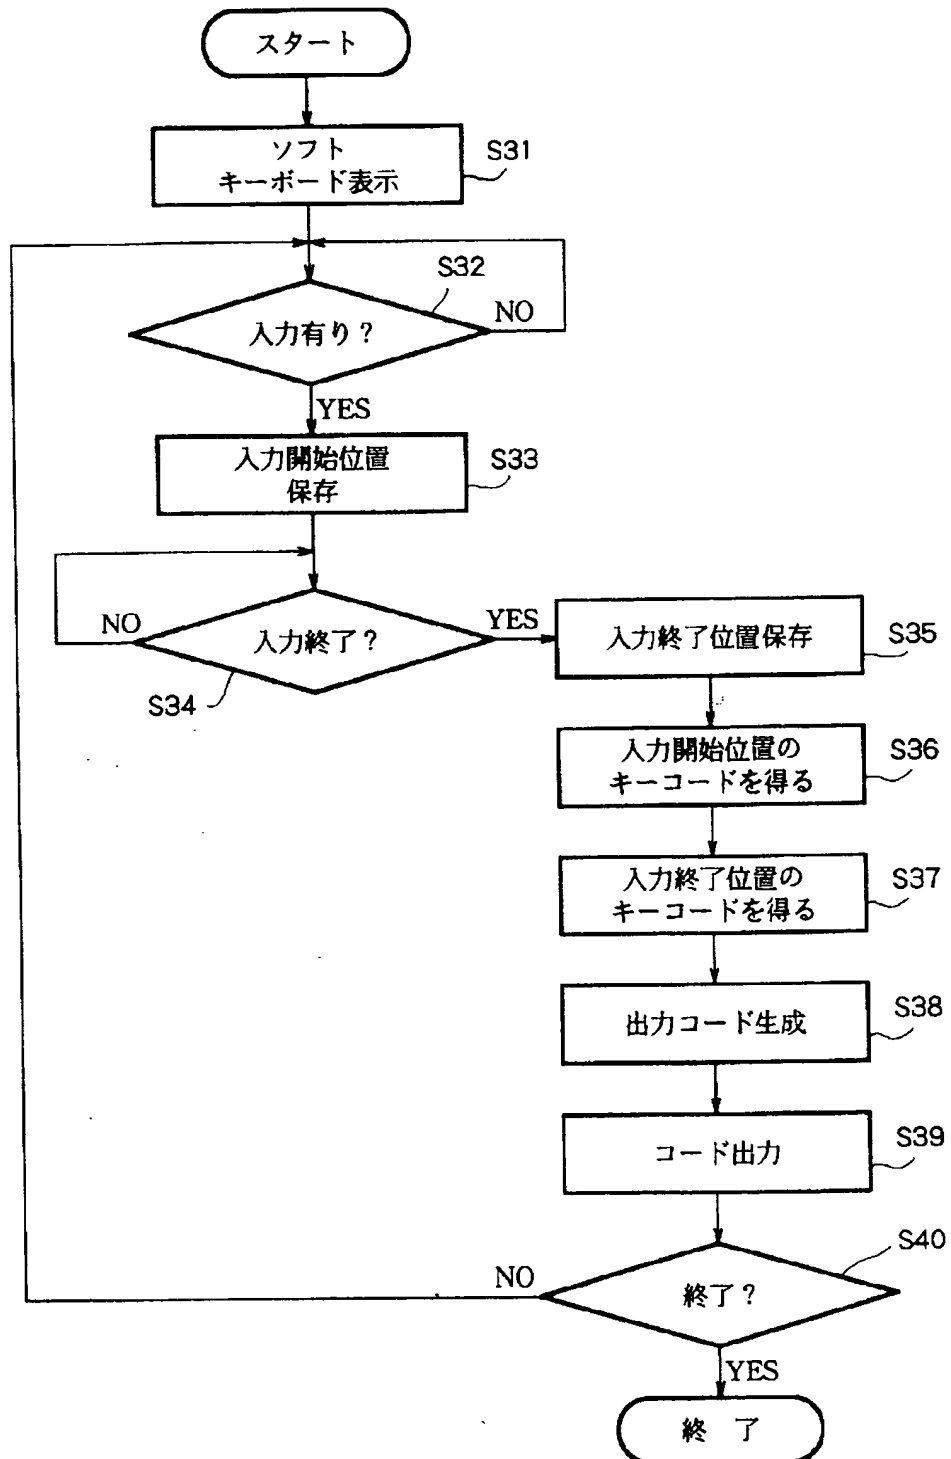 スタート
ソフト
キーボード表示
S31
S32
入力有り？
NO
YES
入力開始位置
保存
S33
NO
入力終了？
YES
S34
入力終了位置保存
S35
入力開始位置の
キーコードを得る
S36
入力終了位置の
キーコードを得る
S37
出力コード生成
S38
コード出力
S39
S40
NO
終了？
YES
終 了